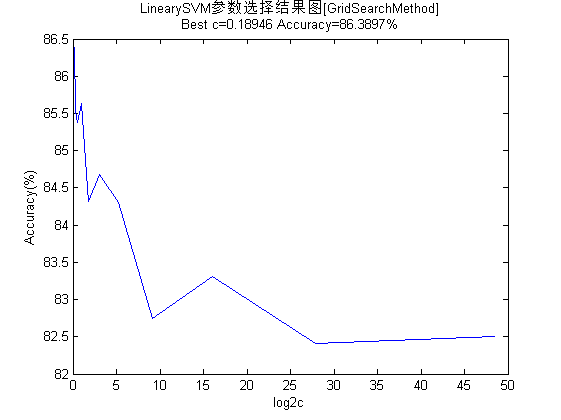 LinearySVM参数选择结果图[GridSearchMethod]
Best c=0.18946 Accuracy=86.3897%
86.5
86
85.5
85
84.5
84
83.5
83
82.5
82
Accuracy(%)
0 5 10 15 20 25 30 35 40 45 50
log2c